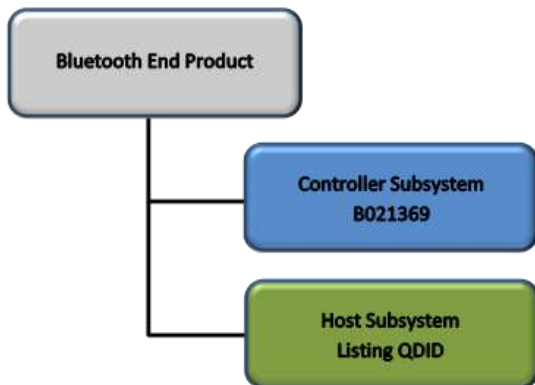 Bluetooth End Product
Controller Subsystem
B021369
Host Subsystem
Listing QDID